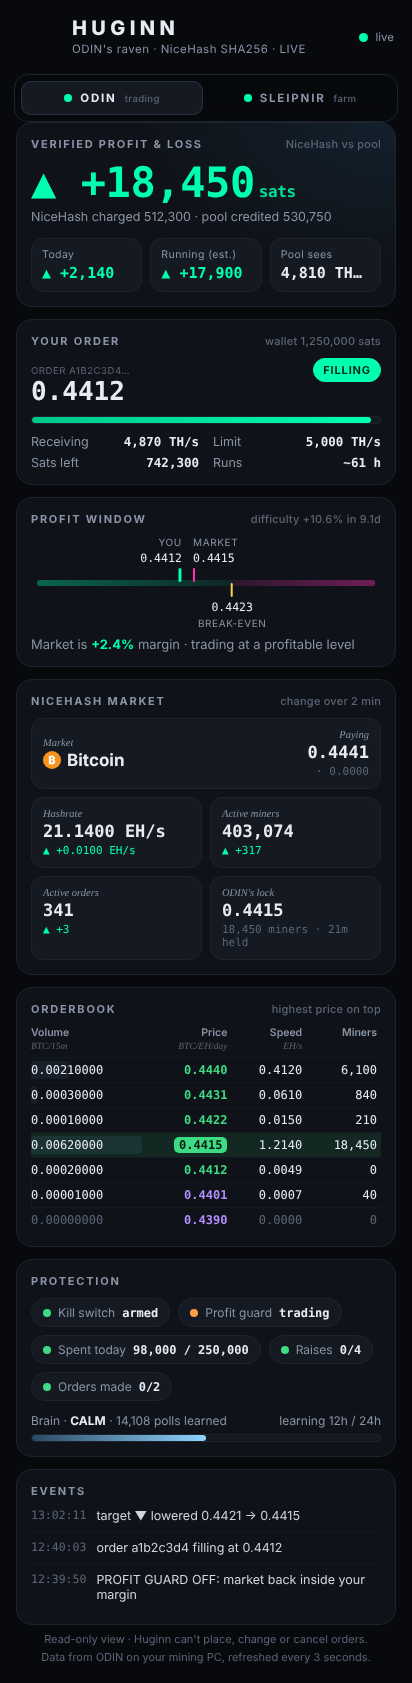 HUGINN
ODIN's raven · NiceHash SHA256 · LIVE
live
ODIN trading
SLEIPNIR farm
VERIFIED PROFIT & LOSS
NiceHash vs pool
▲ +18,450 sats
NiceHash charged 512,300 · pool credited 530,750
Today
▲ +2,140
Running (est.)
▲ +17,900
Pool sees
4,810 TH…
YOUR ORDER
wallet 1,250,000 sats
ORDER A1B2C3D4…
0.4412
FILLING
Receiving 4,870 TH/s Limit 5,000 TH/s
Sats left 742,300 Runs ~61 h
PROFIT WINDOW
difficulty +10.6% in 9.1d
YOU MARKET
0.4412 0.4415
0.4423
BREAK-EVEN
Market is +2.4% margin · trading at a profitable level
NICEHASH MARKET
change over 2 min
Market
₿ Bitcoin
Paying
0.4441
· 0.0000
Hashrate
21.1400 EH/s
▲ +0.0100 EH/s
Active miners
403,074
▲ +317
Active orders
341
▲ +3
ODIN's lock
0.4415
18,450 miners · 21m
held
ORDERBOOK
highest price on top
Volume Price Speed Miners
BTC/15m BTC/EH/day EH/s
0.00210000 0.4440 0.4120 6,100
0.00030000 0.4431 0.0610 840
0.00010000 0.4422 0.0150 210
0.00620000 0.4415 1.2140 18,450
0.00020000 0.4412 0.0049 0
0.00001000 0.4401 0.0007 40
0.00000000 0.4390 0.0000 0
PROTECTION
Kill switch armed
Profit guard trading
Spent today 98,000 / 250,000
Raises 0/4
Orders made 0/2
Brain · CALM · 14,108 polls learned
learning 12h / 24h
EVENTS
13:02:11 target ▼ lowered 0.4421 → 0.4415
12:40:03 order a1b2c3d4 filling at 0.4412
12:39:50 PROFIT GUARD OFF: market back inside your
margin
Read-only view · Huginn can't place, change or cancel orders.
Data from ODIN on your mining PC, refreshed every 3 seconds.